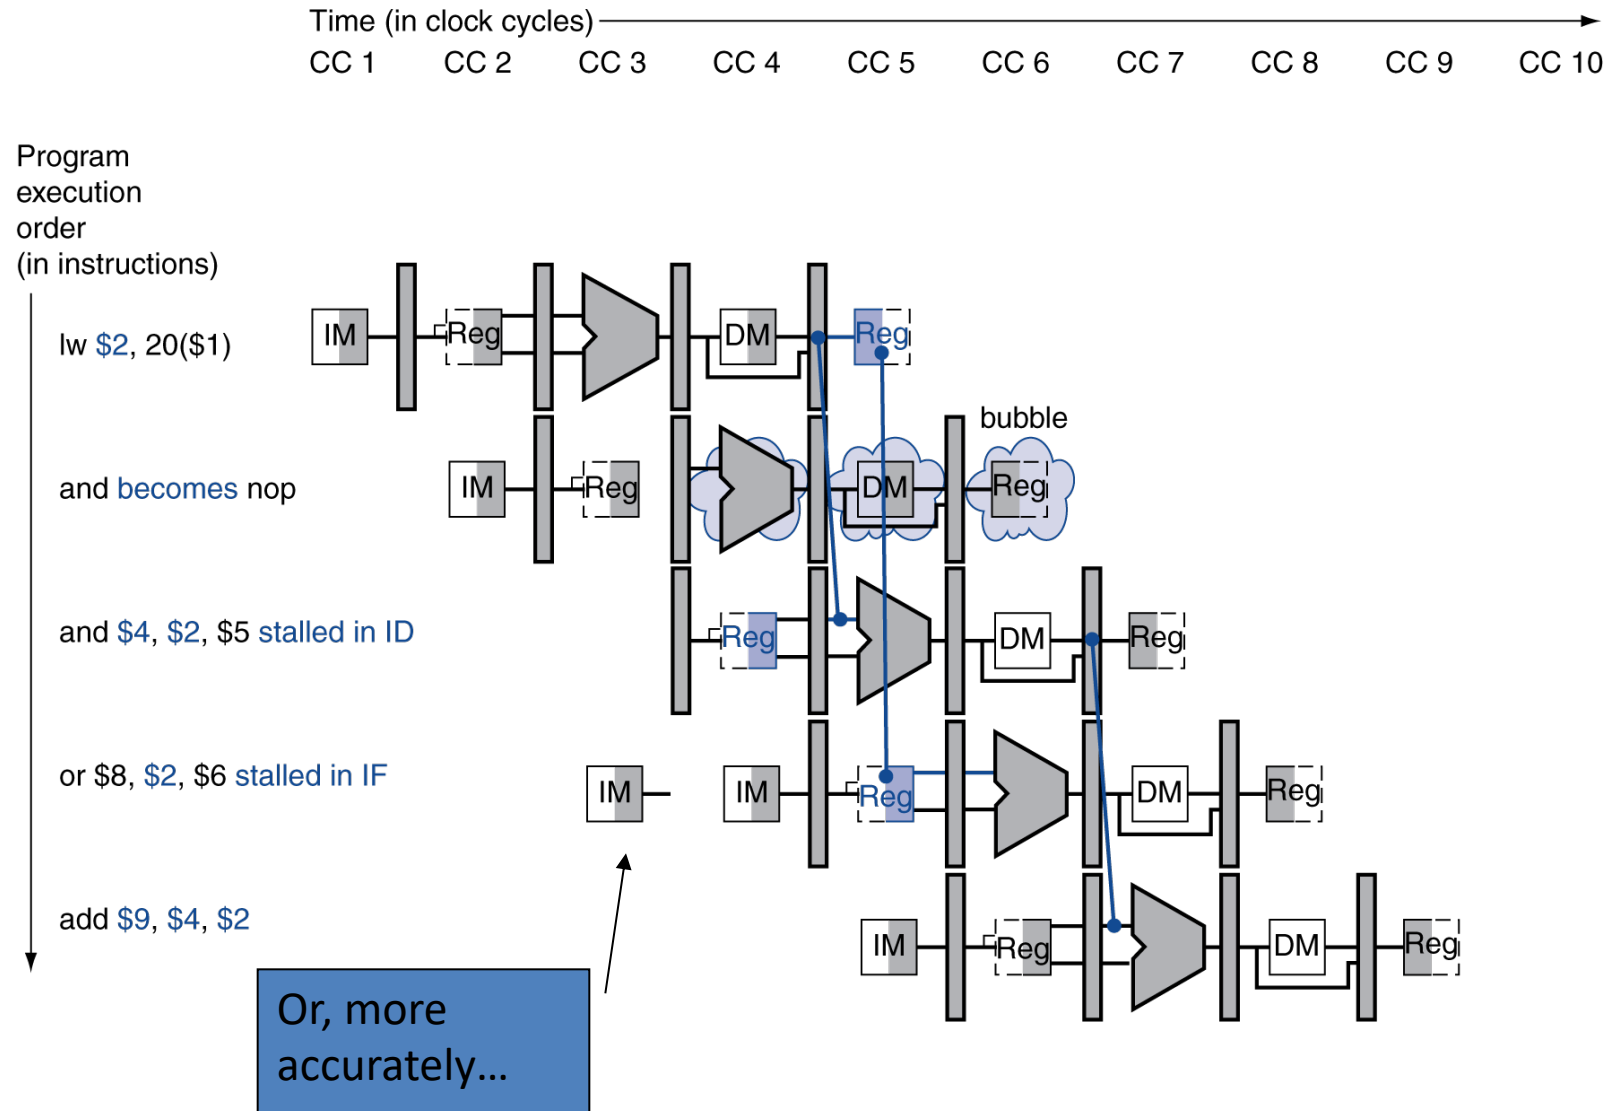 Time (in clock cycles)
CC 1 CC 2 CC 3 CC 4 CC 5 CC 6 CC 7 CC 8 CC 9 CC 10
Program
execution
order
(in instructions)
lw $2, 20($1)
IM Reg DM Reg
bubble
and becomes nop
IM Reg DM Reg
and $4, $2, $5 stalled in ID
Reg DM Reg
or $8, $2, $6 stalled in IF
IM IM Reg DM Reg
add $9, $4, $2
IM Reg DM Reg
Or, more
accurately…